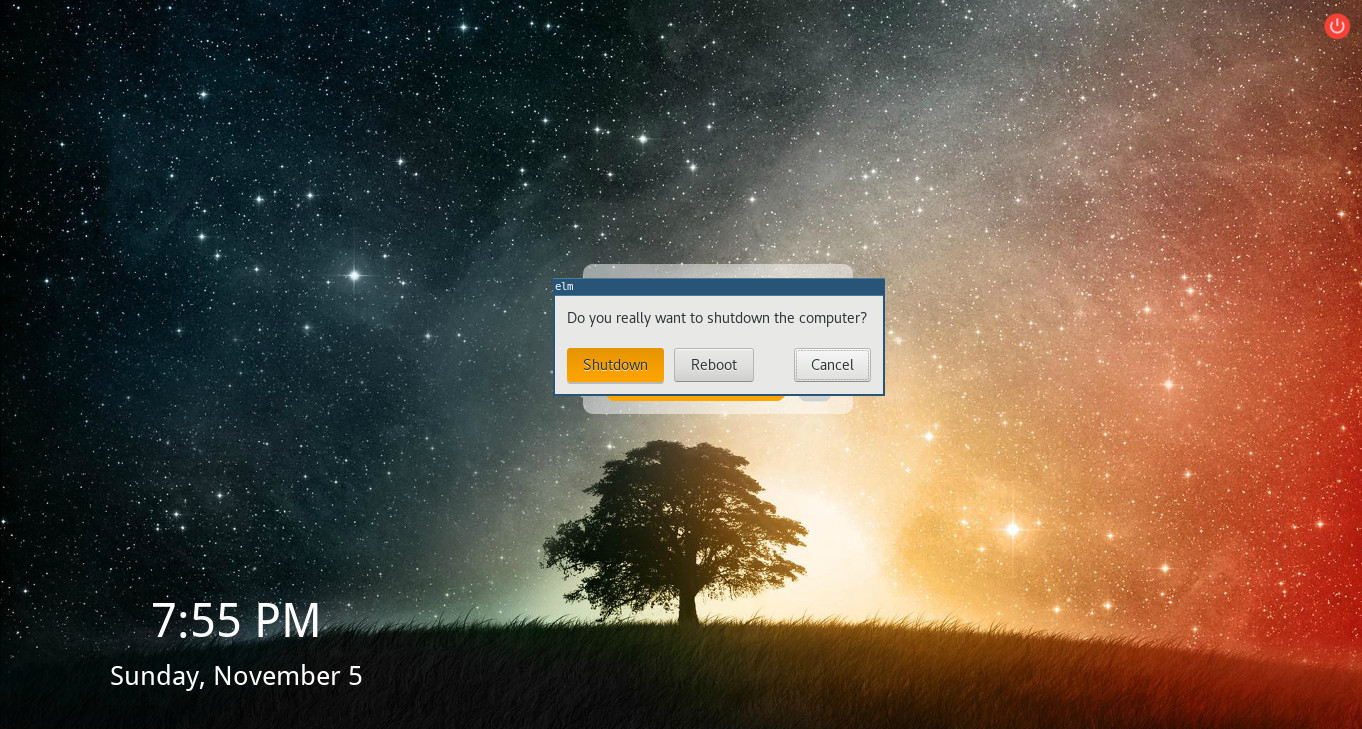 elm
Do you really want to shutdown the computer?
Shutdown
Reboot
Cancel
7:55 PM
Sunday, November 5